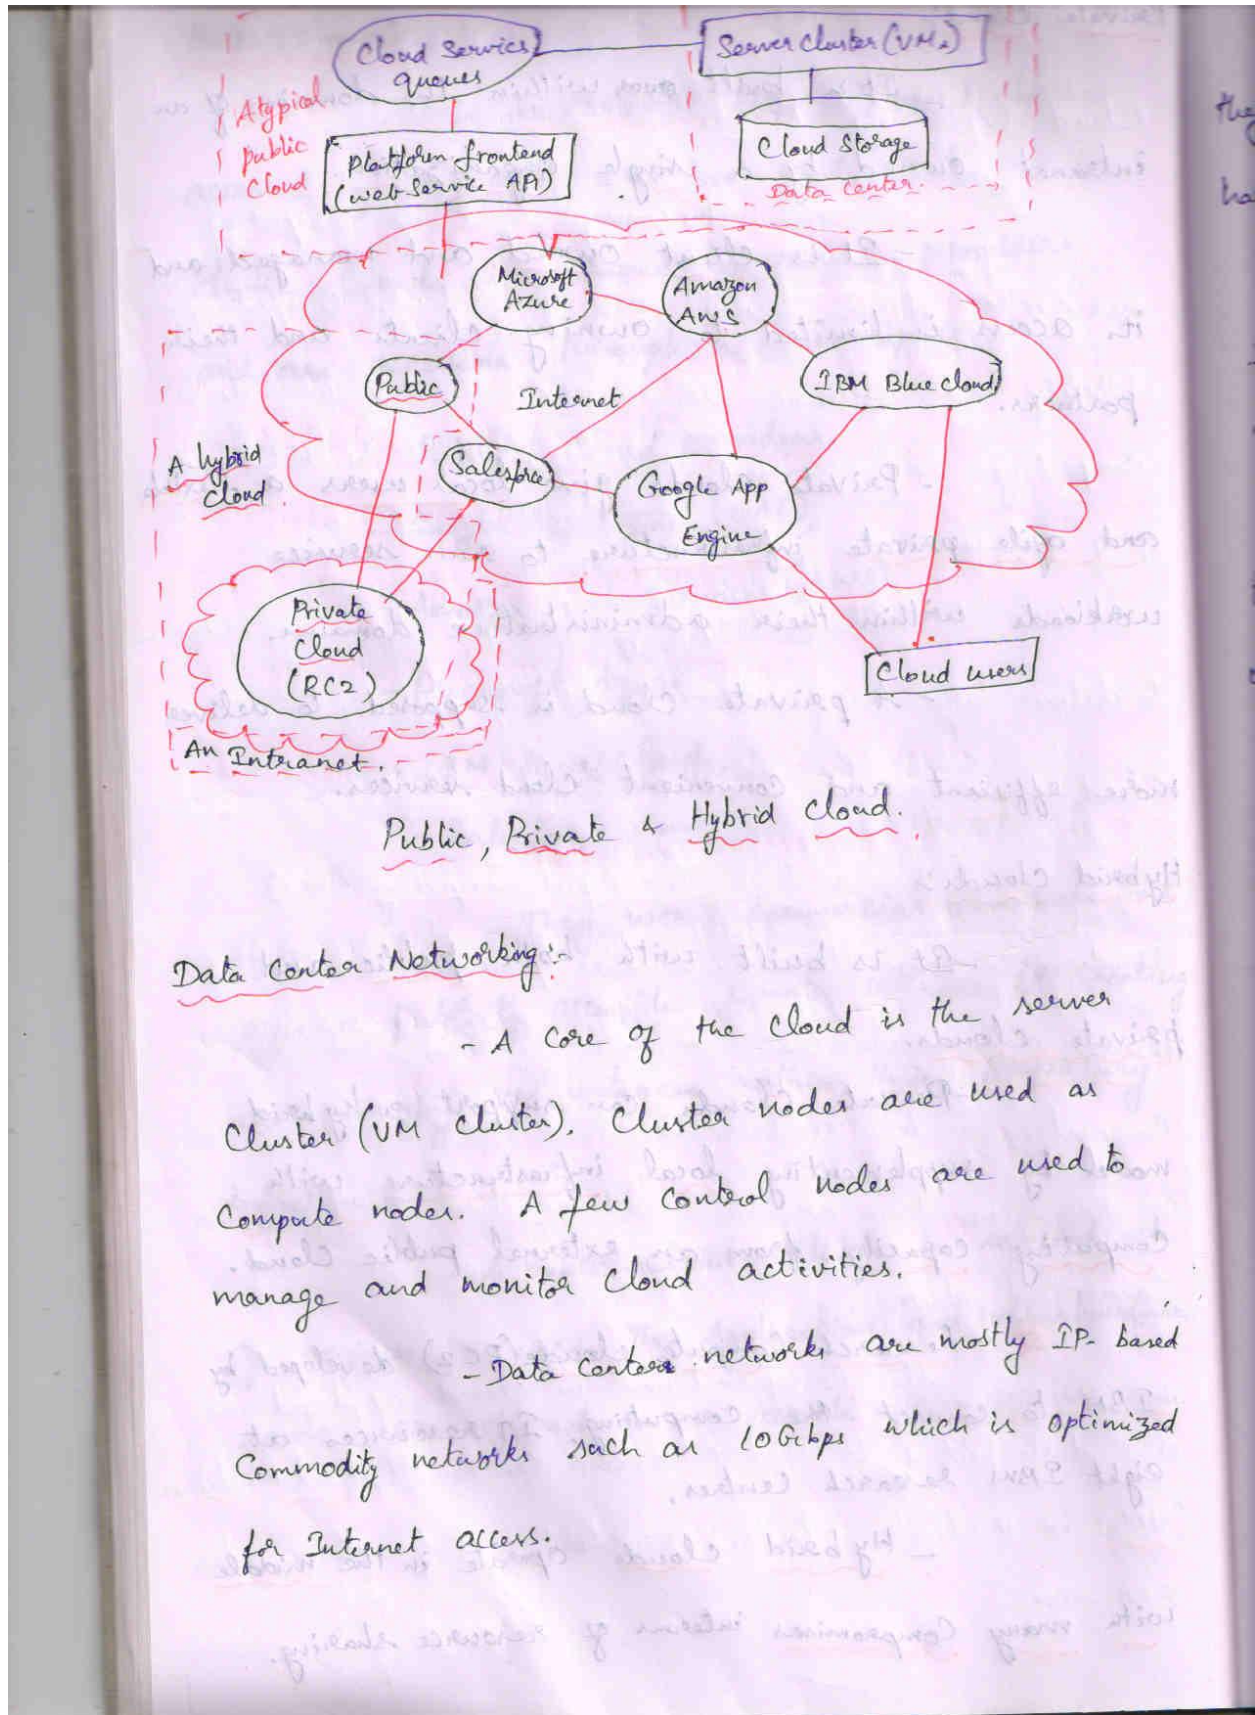 Cloud Service
queues
Server Cluster (VMs)
A typical
public
Cloud
Platform frontend
(web Service API)
Cloud Storage
Data Center.
Microsoft
Azure
Amazon
AWS
Public
Internet
IBM Blue Cloud
A hybrid
Cloud.
Salesforce
Google App
Engine
Private
Cloud
(RC2)
Cloud users
An Intranet.
Public, Private & Hybrid Cloud.
Data Center Networking :-
- A core of the cloud is the server
Cluster (VM cluster). Cluster nodes are used as
Compute nodes. A few control nodes are used to
manage and monitor cloud activities.
- Data Center networks are mostly IP- based
Commodity networks such as 10Gbps which is optimized
for Internet access.
the
ha